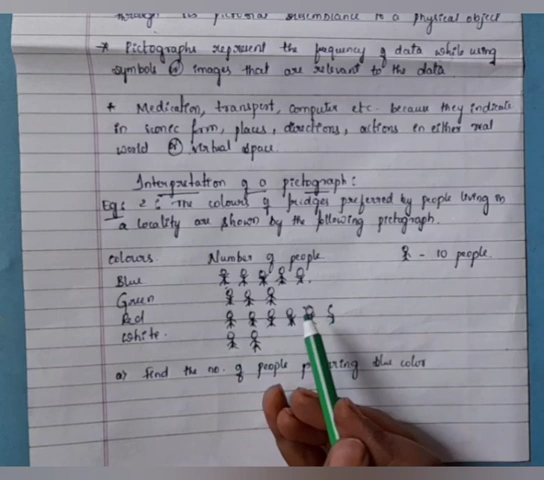 through its pictorial resemblance to a physical object
* Pictographs represent the frequency of data while using
symbols or images that are relevant to the data
* Medication, transport, computer etc. because they indicate
in iconic form, places, directions, actions in either real
world or virtual space.
Interpretation of a pictograph:
Eg: 2: The colours of fridges preferred by people living in
a locality are shown by the following pictograph.
Colours Number of people - 10 people.
Blue
Green
Red
White.
a) Find the no. of people preferring blue color